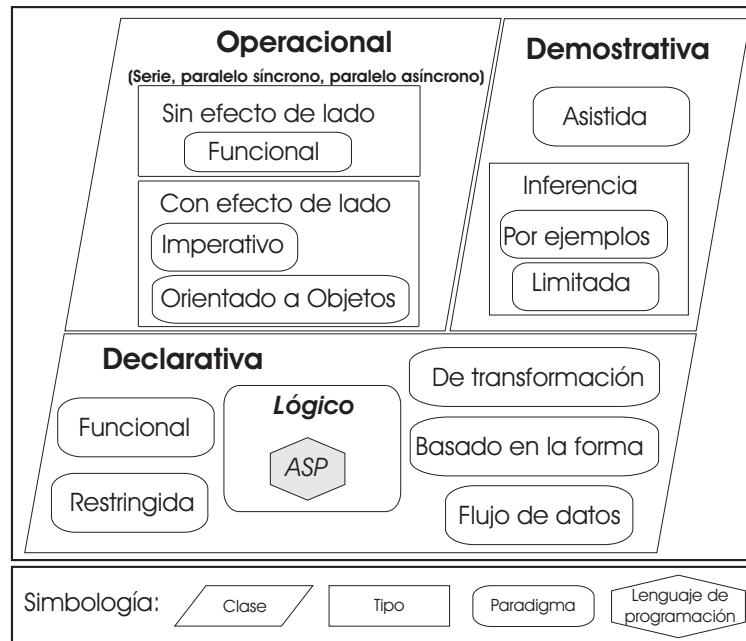 Operacional
(Serie, paralelo síncrono, paralelo asíncrono)
Sin efecto de lado
Funcional
Con efecto de lado
Imperativo
Orientado a Objetos
Demostrativa
Asistida
Inferencia
Por ejemplos
Limitada
Declarativa
Funcional
Restringida
Lógico
ASP
De transformación
Basado en la forma
Flujo de datos
Simbología:
Clase
Tipo
Paradigma
Lenguaje de
programación